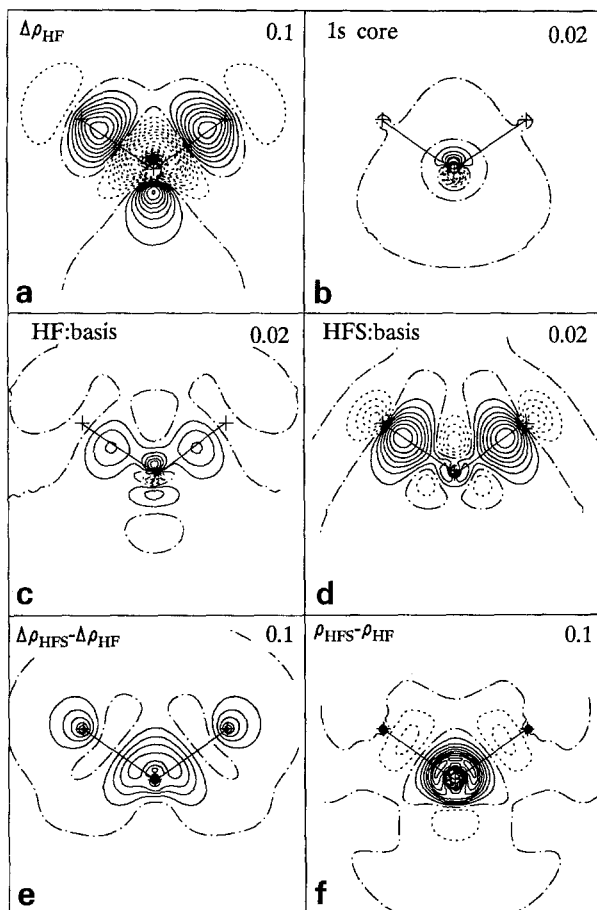 Δρ_HF 0.1
a
1s core 0.02
b
HF:basis 0.02
c
HFS:basis 0.02
d
Δρ_HFS-Δρ_HF 0.1
e
ρ_HFS-ρ_HF 0.1
f